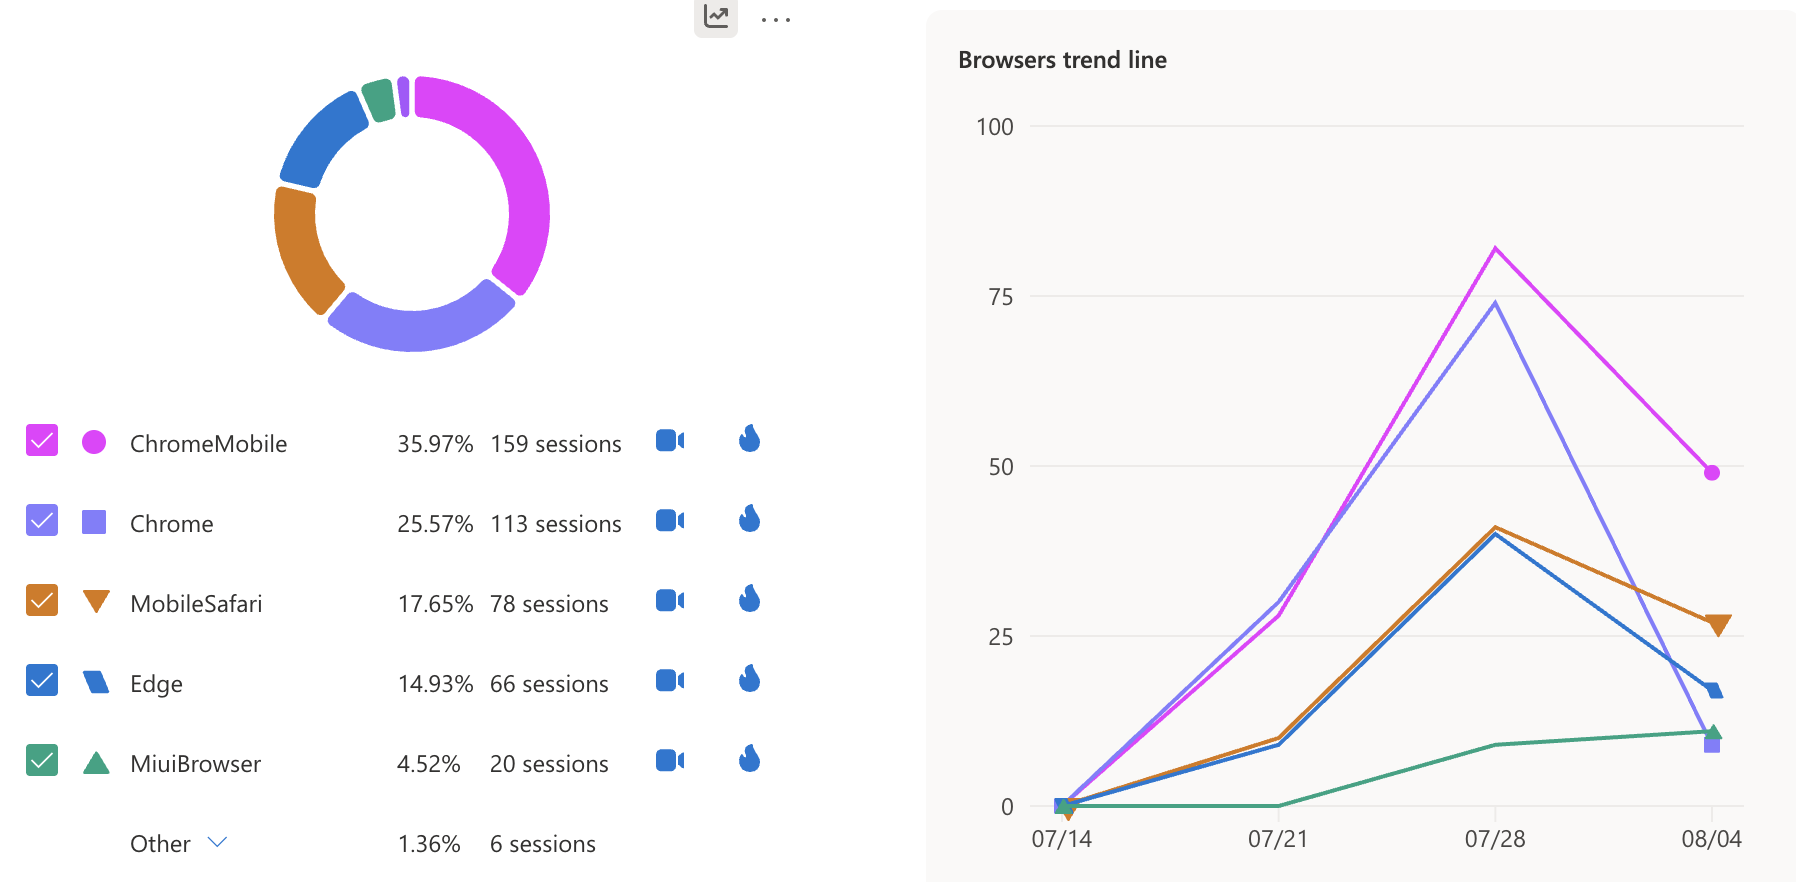 ChromeMobile 35.97% 159 sessions
Chrome 25.57% 113 sessions
MobileSafari 17.65% 78 sessions
Edge 14.93% 66 sessions
MiuiBrowser 4.52% 20 sessions
Other 1.36% 6 sessions
Browsers trend line
100
75
50
25
0
07/14 07/21 07/28 08/04